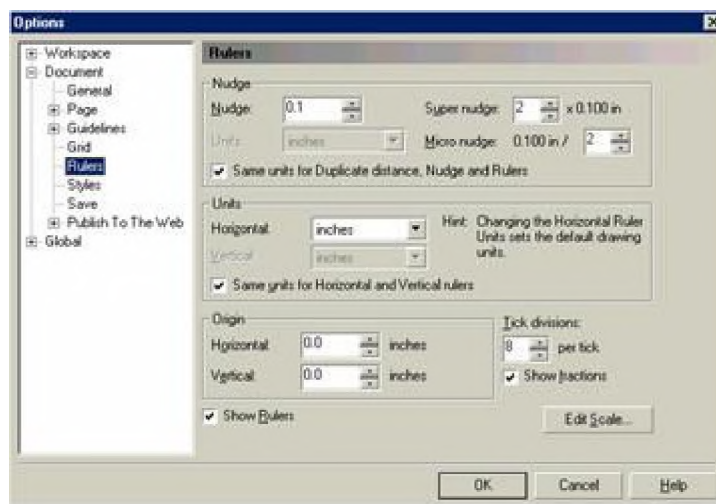 Options
Workspace
Document
General
Page
Guidelines
Grid
Rulers
Styles
Save
Publish To The Web
Global
Rulers
Nudge
Nudge: 0.1 Super nudge: 2 x 0.100 in
Units: inches Micro nudge: 0.100 in / 2
Same units for Duplicate distance, Nudge and Rulers
Units
Horizontal: inches Hint: Changing the Horizontal Ruler
Units sets the default drawing
units.
Vertical: inches
Same units for Horizontal and Vertical rulers
Origin
Horizontal: 0.0 inches
Vertical: 0.0 inches
Tick divisions:
8 per tick
Show fractions
Show Rulers
Edit Scale...
OK Cancel Help